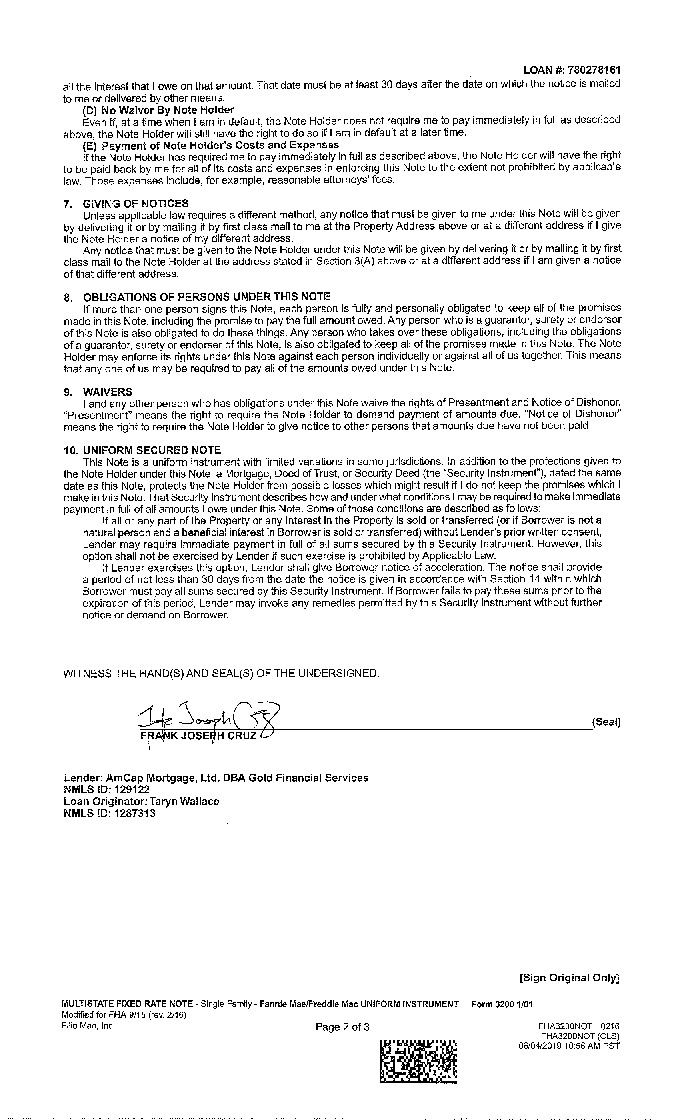 LOAN #: 780278161
all the interest that I owe on that amount. That date must be at least 30 days after the date on which the notice is mailed
to me or delivered by other means.
(D) No Waiver By Note Holder
Even if, at a time when I am in default, the Note Holder does not require me to pay immediately in full as described
above, the Note Holder will still have the right to do so if I am in default at a later time.
(E) Payment of Note Holder's Costs and Expenses
If the Note Holder has required me to pay immediately in full as described above, the Note Holder will have the right
to be paid back by me for all of its costs and expenses in enforcing this Note to the extent not prohibited by applicable
law. Those expenses include, for example, reasonable attorneys' fees.
7. GIVING OF NOTICES
Unless applicable law requires a different method, any notice that must be given to me under this Note will be given
by delivering it or by mailing it by first class mail to me at the Property Address above or at a different address if I give
the Note Holder a notice of my different address.
Any notice that must be given to the Note Holder under this Note will be given by delivering it or by mailing it by first
class mail to the Note Holder at the address stated in Section 3(A) above or at a different address if I am given a notice
of that different address.
8. OBLIGATIONS OF PERSONS UNDER THIS NOTE
If more than one person signs this Note, each person is fully and personally obligated to keep all of the promises
made in this Note, including the promise to pay the full amount owed. Any person who is a guarantor, surety or endorser
of this Note is also obligated to do these things. Any person who takes over these obligations, including the obligations
of a guarantor, surety or endorser of this Note, is also obligated to keep all of the promises made in this Note. The Note
Holder may enforce its rights under this Note against each person individually or against all of us together. This means
that any one of us may be required to pay all of the amounts owed under this Note.
9. WAIVERS
I and any other person who has obligations under this Note waive the rights of Presentment and Notice of Dishonor.
"Presentment" means the right to require the Note Holder to demand payment of amounts due. "Notice of Dishonor"
means the right to require the Note Holder to give notice to other persons that amounts due have not been paid
10. UNIFORM SECURED NOTE
This Note is a uniform instrument with limited variations in some jurisdictions. In addition to the protections given to
the Note Holder under this Note, a Mortgage, Deed of Trust, or Security Deed (the "Security Instrument"), dated the same
date as this Note, protects the Note Holder from possible losses which might result if I do not keep the promises which I
make in this Note. That Security Instrument describes how and under what conditions I may be required to make immediate
payment in full of all amounts I owe under this Note. Some of those conditions are described as follows:
If all or any part of the Property or any Interest in the Property is sold or transferred (or if Borrower is not a
natural person and a beneficial interest in Borrower is sold or transferred) without Lender's prior written consent,
Lender may require immediate payment in full of all sums secured by this Security Instrument. However, this
option shall not be exercised by Lender if such exercise is prohibited by Applicable Law.
If Lender exercises this option, Lender shall give Borrower notice of acceleration. The notice shall provide
a period of not less than 30 days from the date the notice is given in accordance with Section 14 within which
Borrower must pay all sums secured by this Security Instrument. If Borrower fails to pay these sums prior to the
expiration of this period, Lender may invoke any remedies permitted by this Security Instrument without further
notice or demand on Borrower.
WITNESS THE HAND(S) AND SEAL(S) OF THE UNDERSIGNED.
(Seal)
FRANK JOSEPH CRUZ
Lender: AmCap Mortgage, Ltd. DBA Gold Financial Services
NMLS ID: 129122
Loan Originator: Taryn Wallace
NMLS ID: 1287313
[Sign Original Only]
MULTISTATE FIXED RATE NOTE - Single Family - Fannie Mae/Freddie Mac UNIFORM INSTRUMENT Form 3200 1/01
Modified for FHA 9/15 (rev. 2/16)
Ellie Mae, Inc.
Page 2 of 3
FHA3200NOT 0216
FHA3200NOT (CLS)
06/04/2019 10:56 AM PST